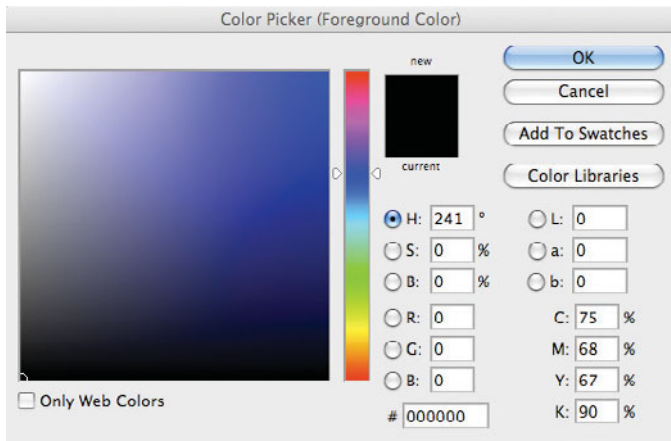 Color Picker (Foreground Color)
new
current
OK
Cancel
Add To Swatches
Color Libraries
H: 241 °
S: 0 %
B: 0 %
R: 0
G: 0
B: 0
# 000000
L: 0
a: 0
b: 0
C: 75 %
M: 68 %
Y: 67 %
K: 90 %
Only Web Colors